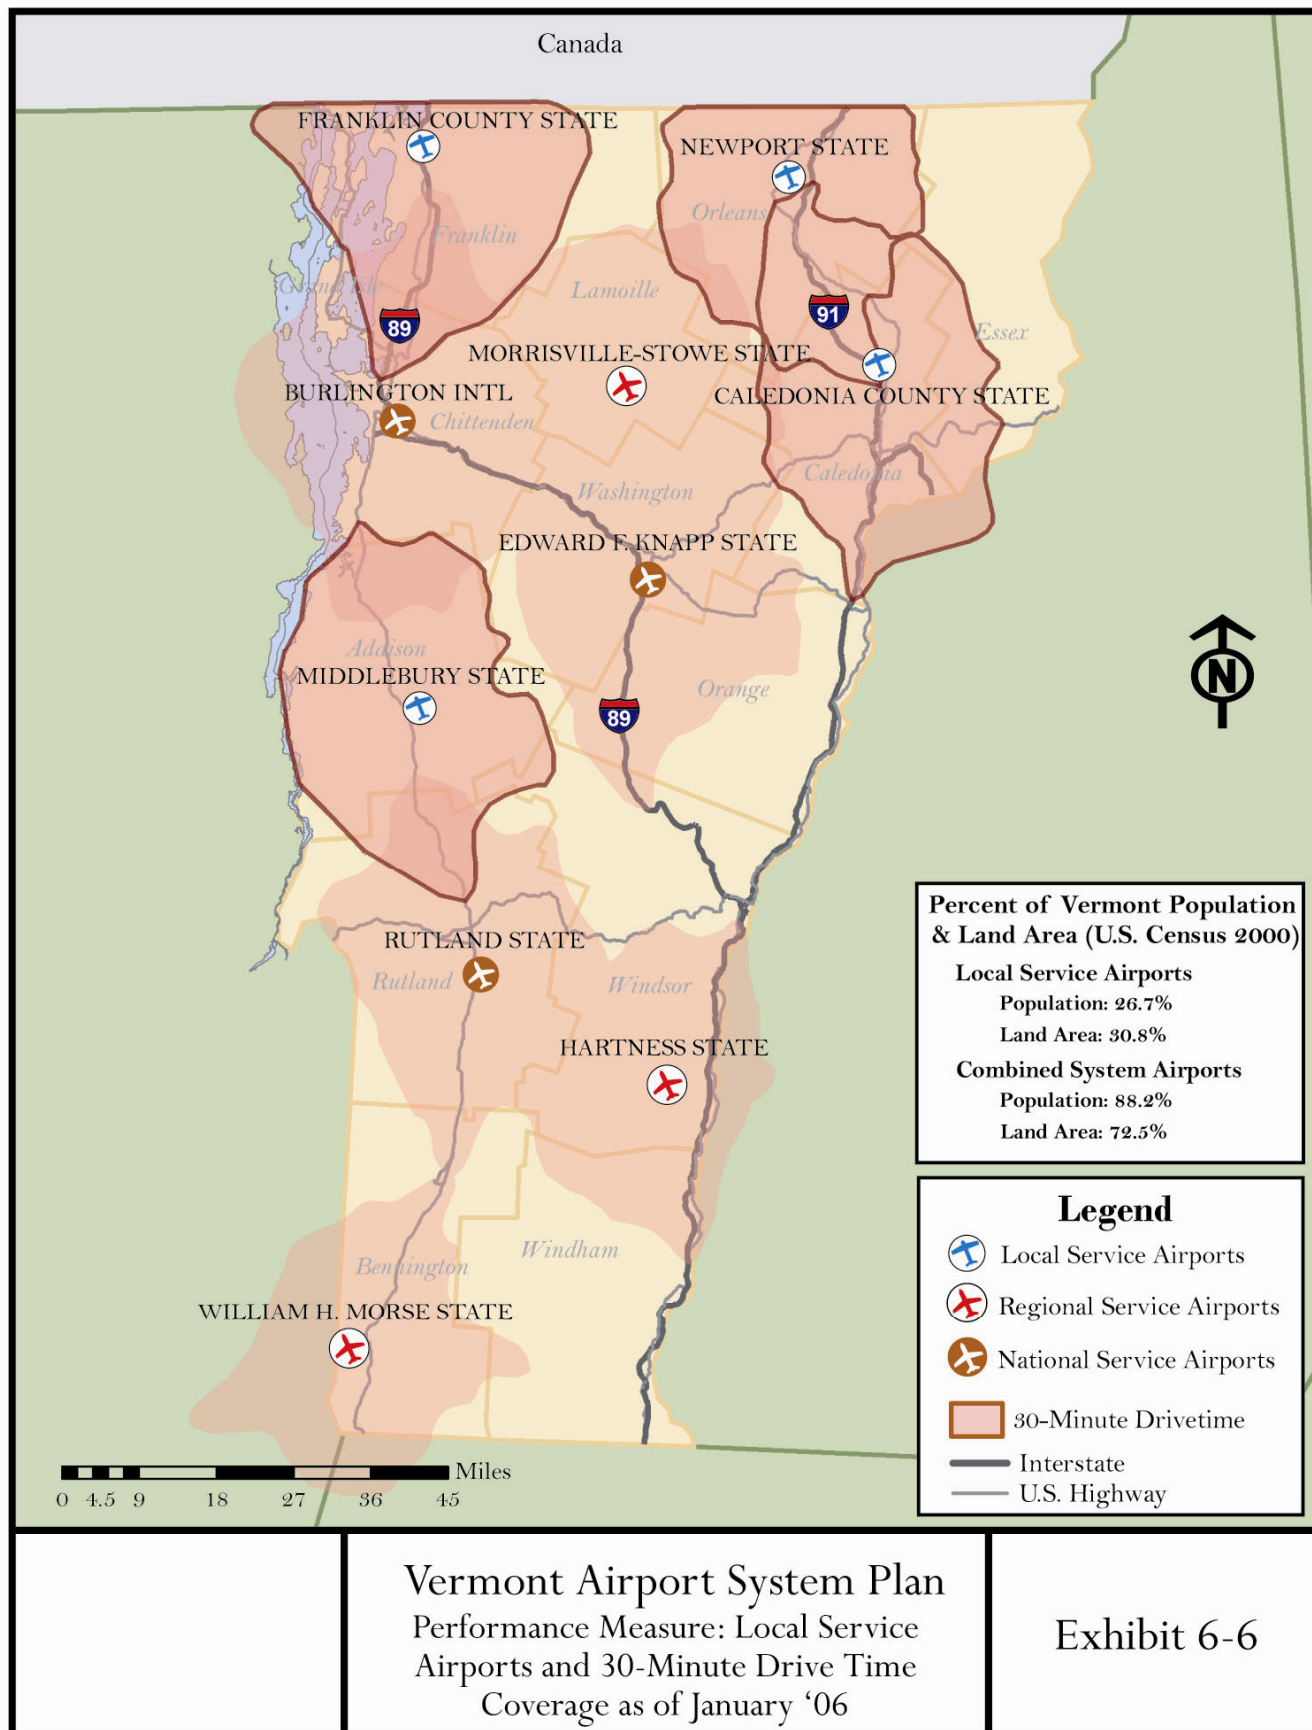 Canada
FRANKLIN COUNTY STATE
NEWPORT STATE
Orleans
Franklin
Grand Isle
Lamoille
89
91
Essex
MORRISVILLE-STOWE STATE
BURLINGTON INTL
CALEDONIA COUNTY STATE
Chittenden
Caledonia
Washington
EDWARD F. KNAPP STATE
Addison
MIDDLEBURY STATE
Orange
89
N
RUTLAND STATE
Rutland
Windsor
HARTNESS STATE
Windham
Bennington
WILLIAM H. MORSE STATE
Miles
0 4.5 9 18 27 36 45
Percent of Vermont Population
& Land Area (U.S. Census 2000)
Local Service Airports
Population: 26.7%
Land Area: 30.8%
Combined System Airports
Population: 88.2%
Land Area: 72.5%
Legend
Local Service Airports
Regional Service Airports
National Service Airports
30-Minute Drivetime
Interstate
U.S. Highway
Vermont Airport System Plan
Performance Measure: Local Service
Airports and 30-Minute Drive Time
Coverage as of January ‘06
Exhibit 6-6